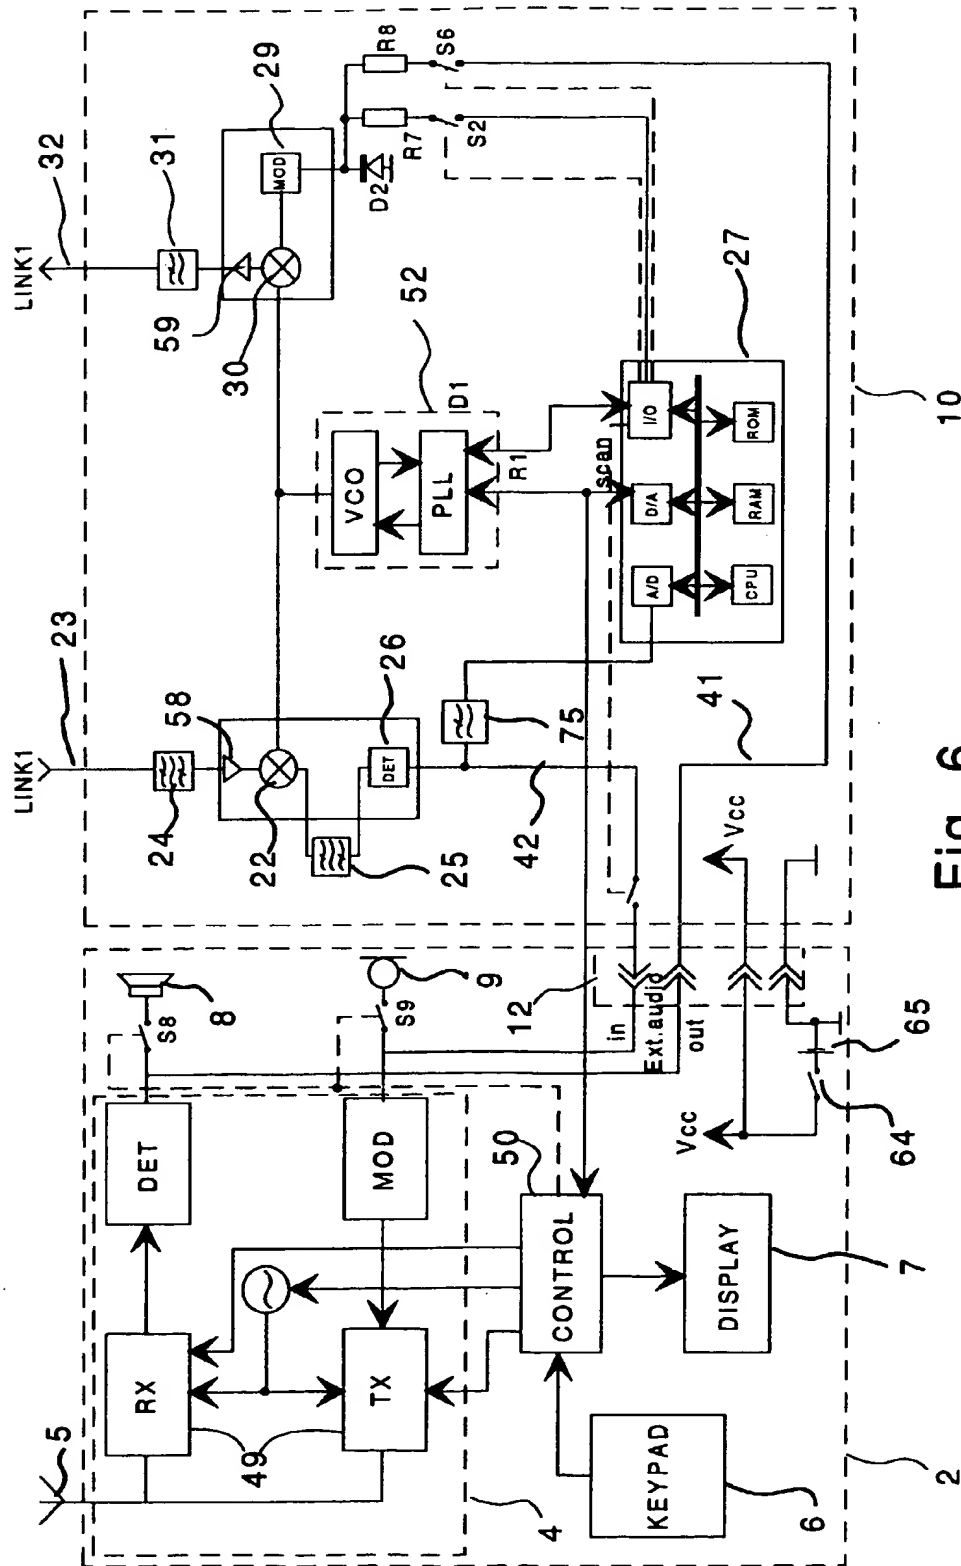 LINK1
23
24
58
22
25
DET
26
42
75
LINK1
32
31
59
30
MOD
29
D2
R7
R8
S2
S6
VCO
PLL
52
D1
R1
scan
A/D
D/A
I/O
CPU
RAM
ROM
27
41
10
5
RX
DET
S8
8
49
TX
MOD
S9
9
4
50
CONTROL
KEYPAD
6
DISPLAY
7
12
in
Ext.audio
out
Vcc
Vcc
64
65
2
Fig. 6